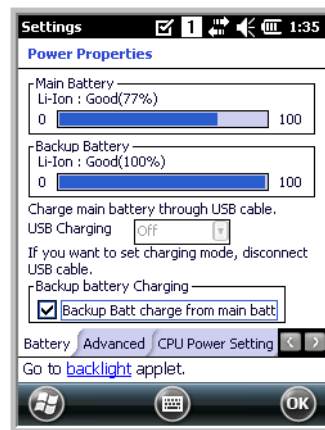 Settings 1 1:35
Power Properties
Main Battery
Li-Ion : Good(77%)
0 100
Backup Battery
Li-Ion : Good(100%)
0 100
Charge main battery through USB cable.
USB Charging Off
If you want to set charging mode, disconnect
USB cable.
Backup battery Charging
Backup Batt charge from main batt
Battery Advanced CPU Power Setting
Go to backlight applet.
OK